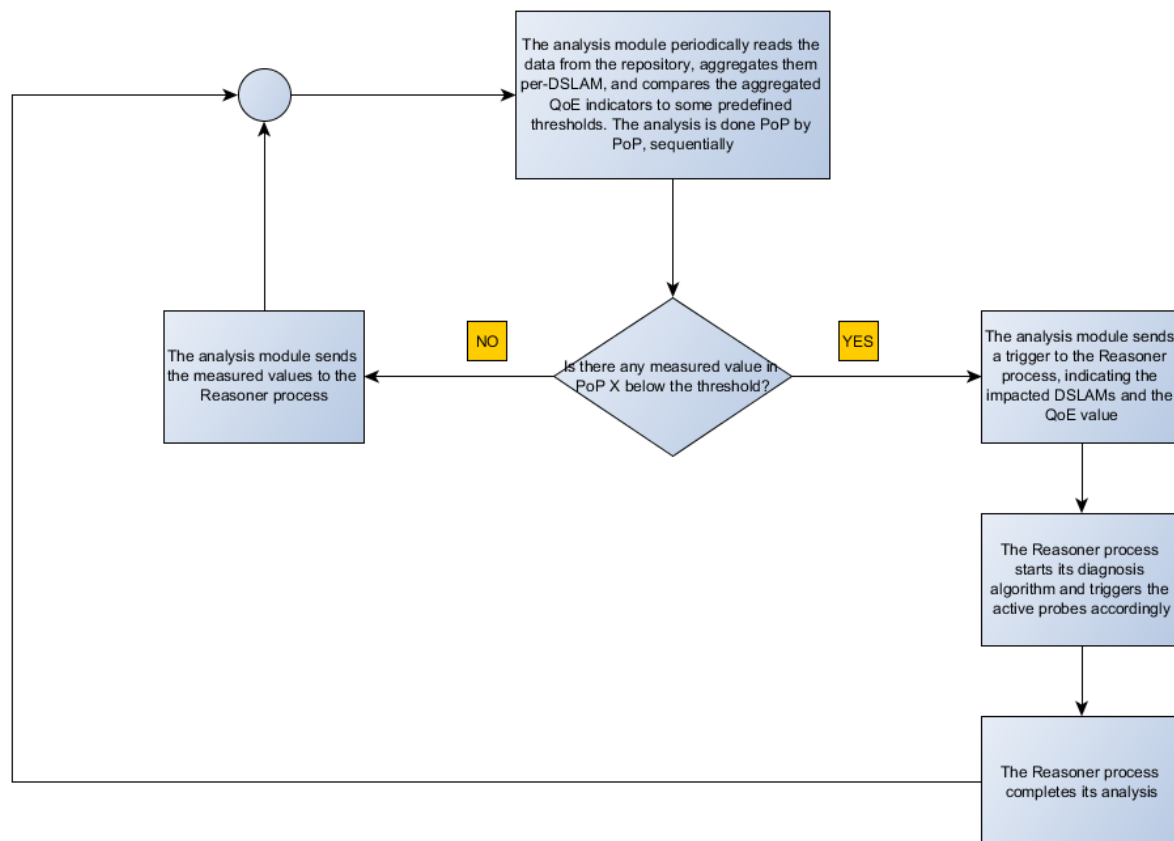 The analysis module periodically reads the
data from the repository, aggregates them
per-DSLAM, and compares the aggregated
QoE indicators to some predefined
thresholds. The analysis is done PoP by
PoP, sequentially
NO
YES
The analysis module sends
the measured values to the
Reasoner process
Is there any measured value in
PoP X below the threshold?
The analysis module sends
a trigger to the Reasoner
process, indicating the
impacted DSLAMs and the
QoE value
The Reasoner process
starts its diagnosis
algorithm and triggers the
active probes accordingly
The Reasoner process
completes its analysis